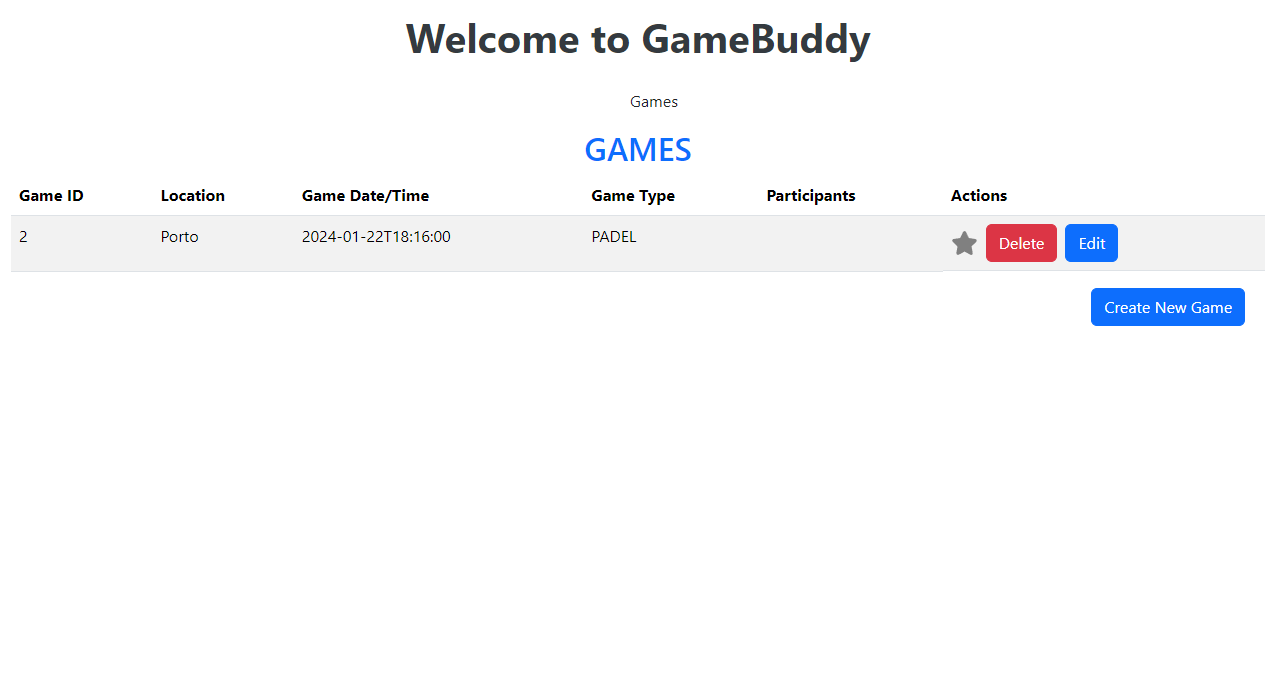 Welcome to GameBuddy
Games
GAMES
Game ID Location Game Date/Time Game Type Participants Actions
2 Porto 2024-01-22T18:16:00 PADEL Delete Edit
Create New Game